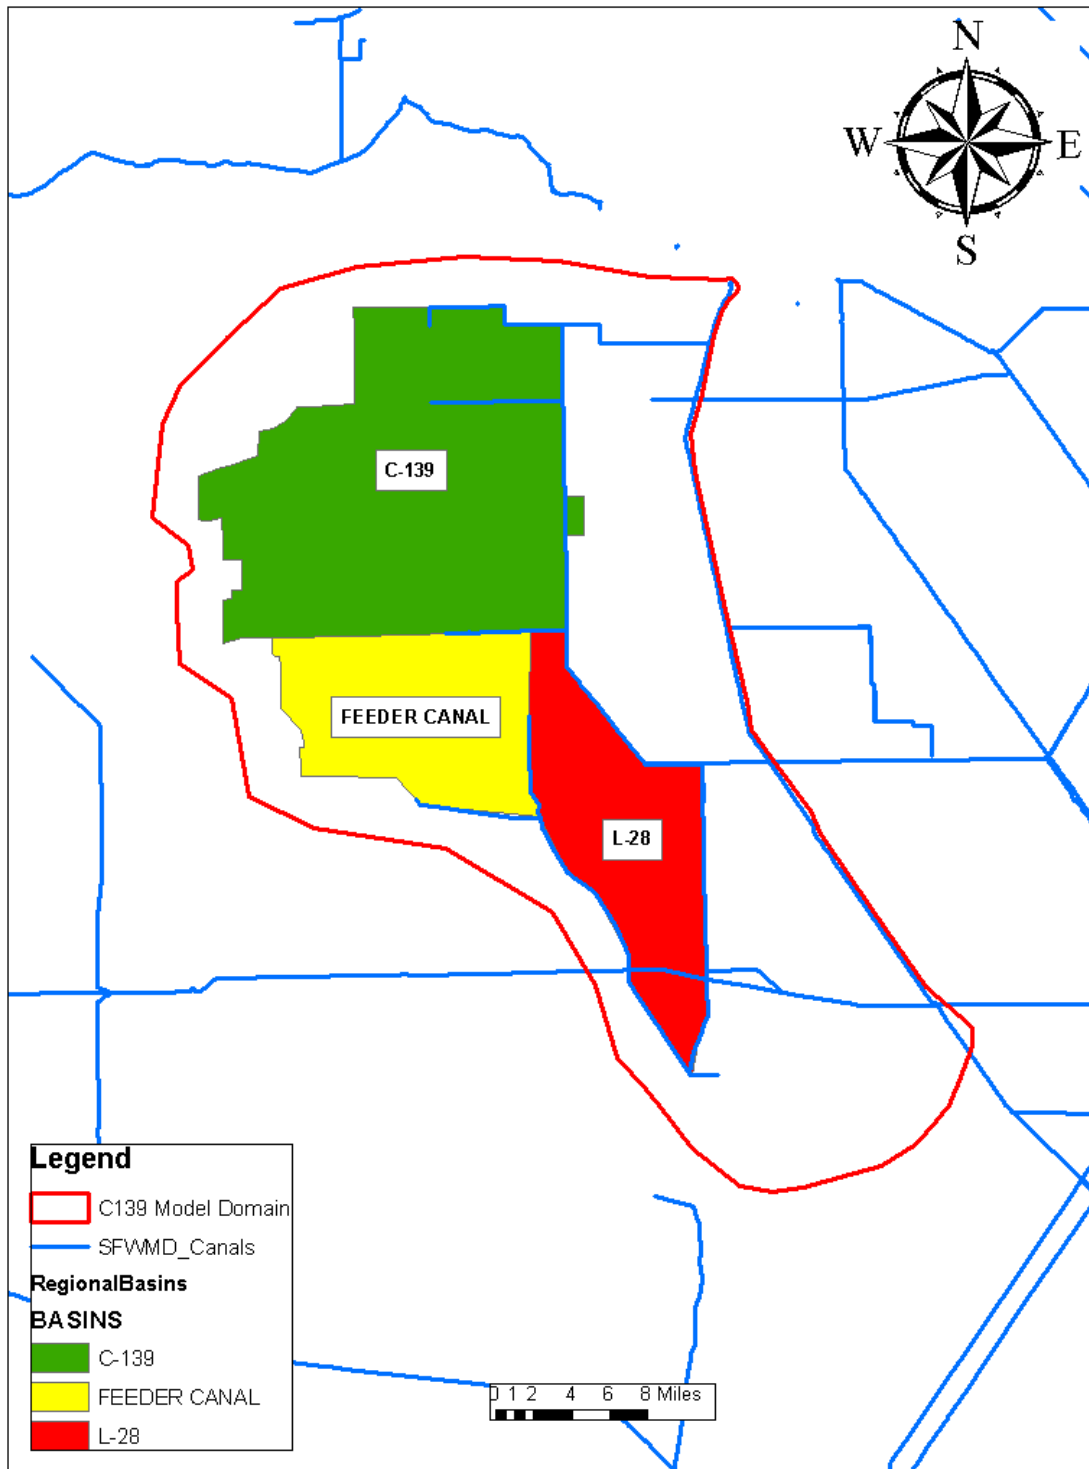 N
W E
S
C-139
FEEDER CANAL
L-28
Legend
C139 Model Domain
SFWMD_Canals
RegionalBasins
BASINS
C-139
FEEDER CANAL
L-28
0 1 2 4 6 8 Miles